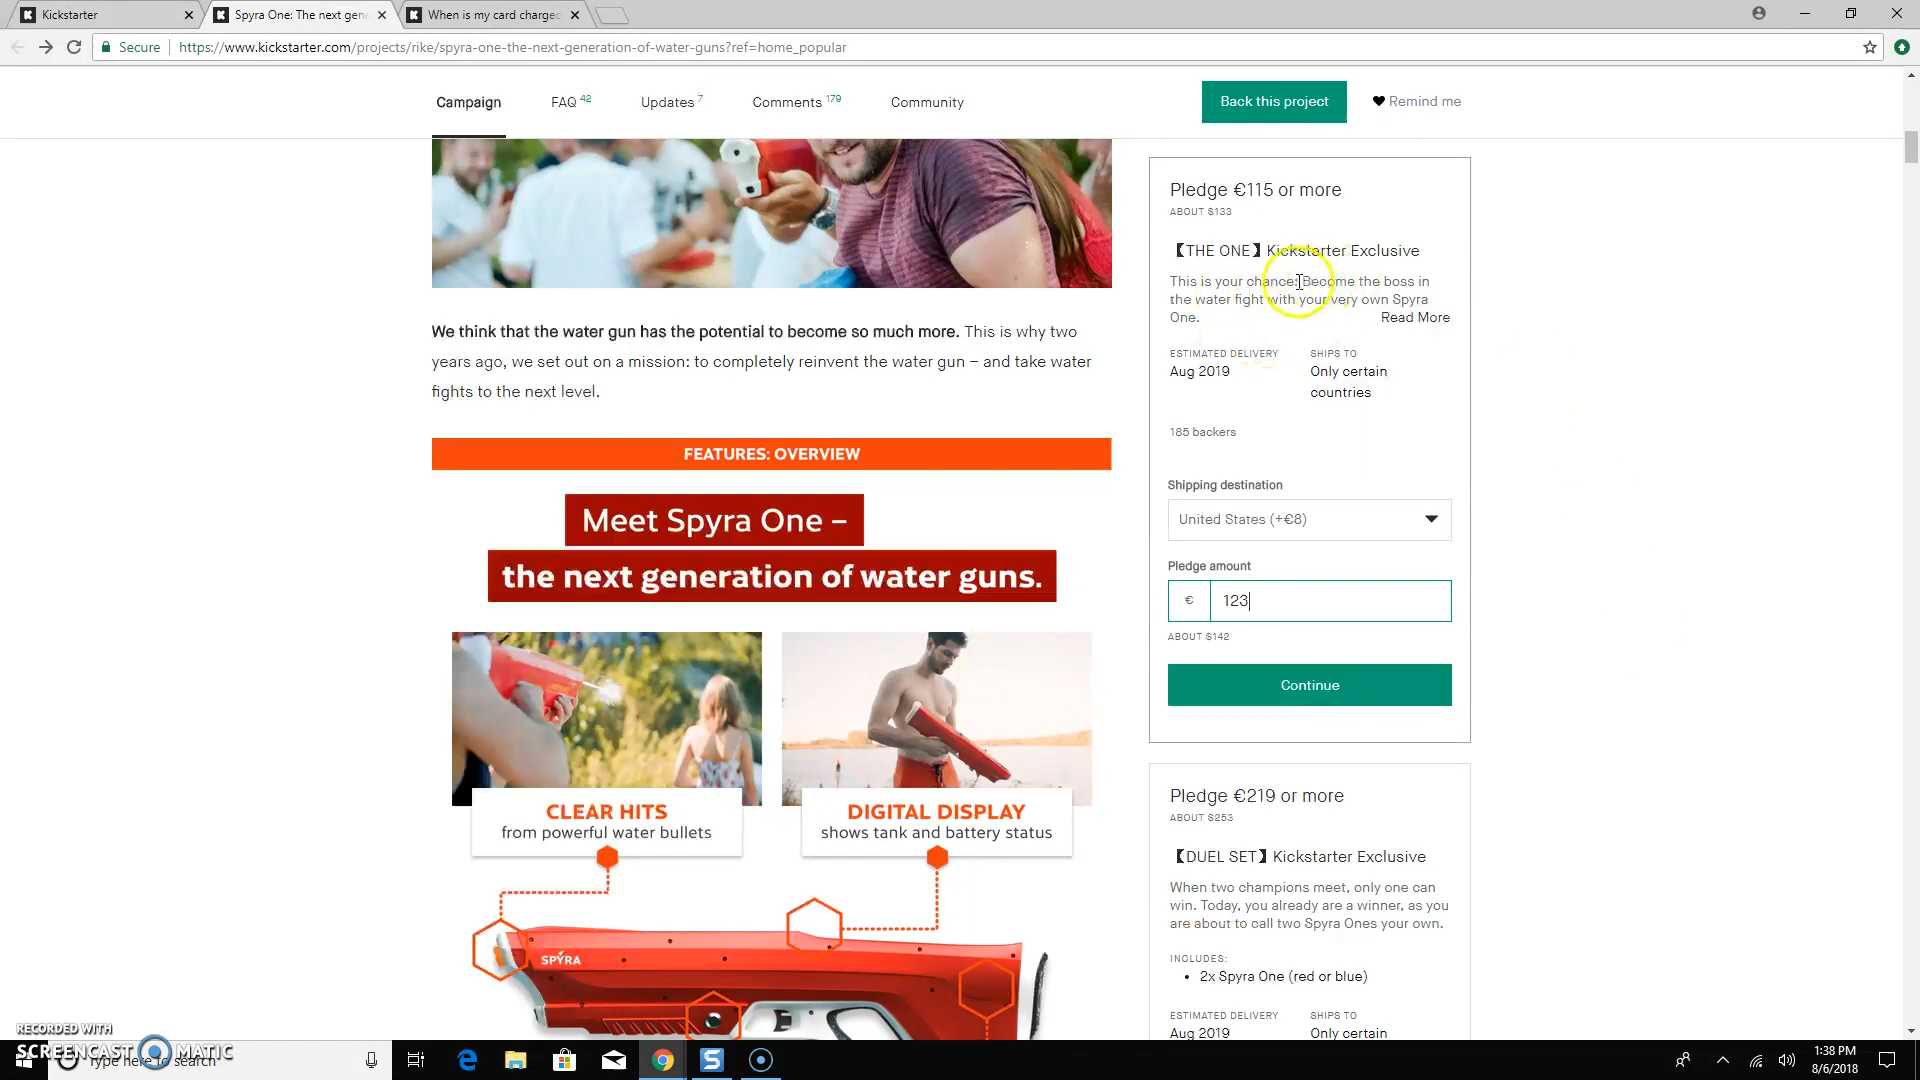 Kickstarter
Spyra One: The next gene
When is my card charged
Secure
https://www.kickstarter.com/projects/rike/spyra-one-the-next-generation-of-water-guns?ref=home_popular
Campaign
FAQ 42
Updates 7
Comments 179
Community
Back this project
Remind me
We think that the water gun has the potential to become so much more. This is why two
years ago, we set out on a mission: to completely reinvent the water gun – and take water
fights to the next level.
FEATURES: OVERVIEW
Meet Spyra One –
the next generation of water guns.
CLEAR HITS
from powerful water bullets
DIGITAL DISPLAY
shows tank and battery status
SPYRA
Pledge €115 or more
ABOUT $133
【THE ONE】Kickstarter Exclusive
This is your chance: Become the boss in
the water fight with your very own Spyra
One.
Read More
ESTIMATED DELIVERY
Aug 2019
SHIPS TO
Only certain
countries
185 backers
Shipping destination
United States (+€8)
Pledge amount
€
123
ABOUT $142
Continue
Pledge €219 or more
ABOUT $253
【DUEL SET】Kickstarter Exclusive
When two champions meet, only one can
win. Today, you already are a winner, as you
are about to call two Spyra Ones your own.
INCLUDES:
• 2x Spyra One (red or blue)
ESTIMATED DELIVERY
Aug 2019
SHIPS TO
Only certain
RECORDED WITH
SCREENCAST MATIC
Type here to search
1:38 PM
8/6/2018